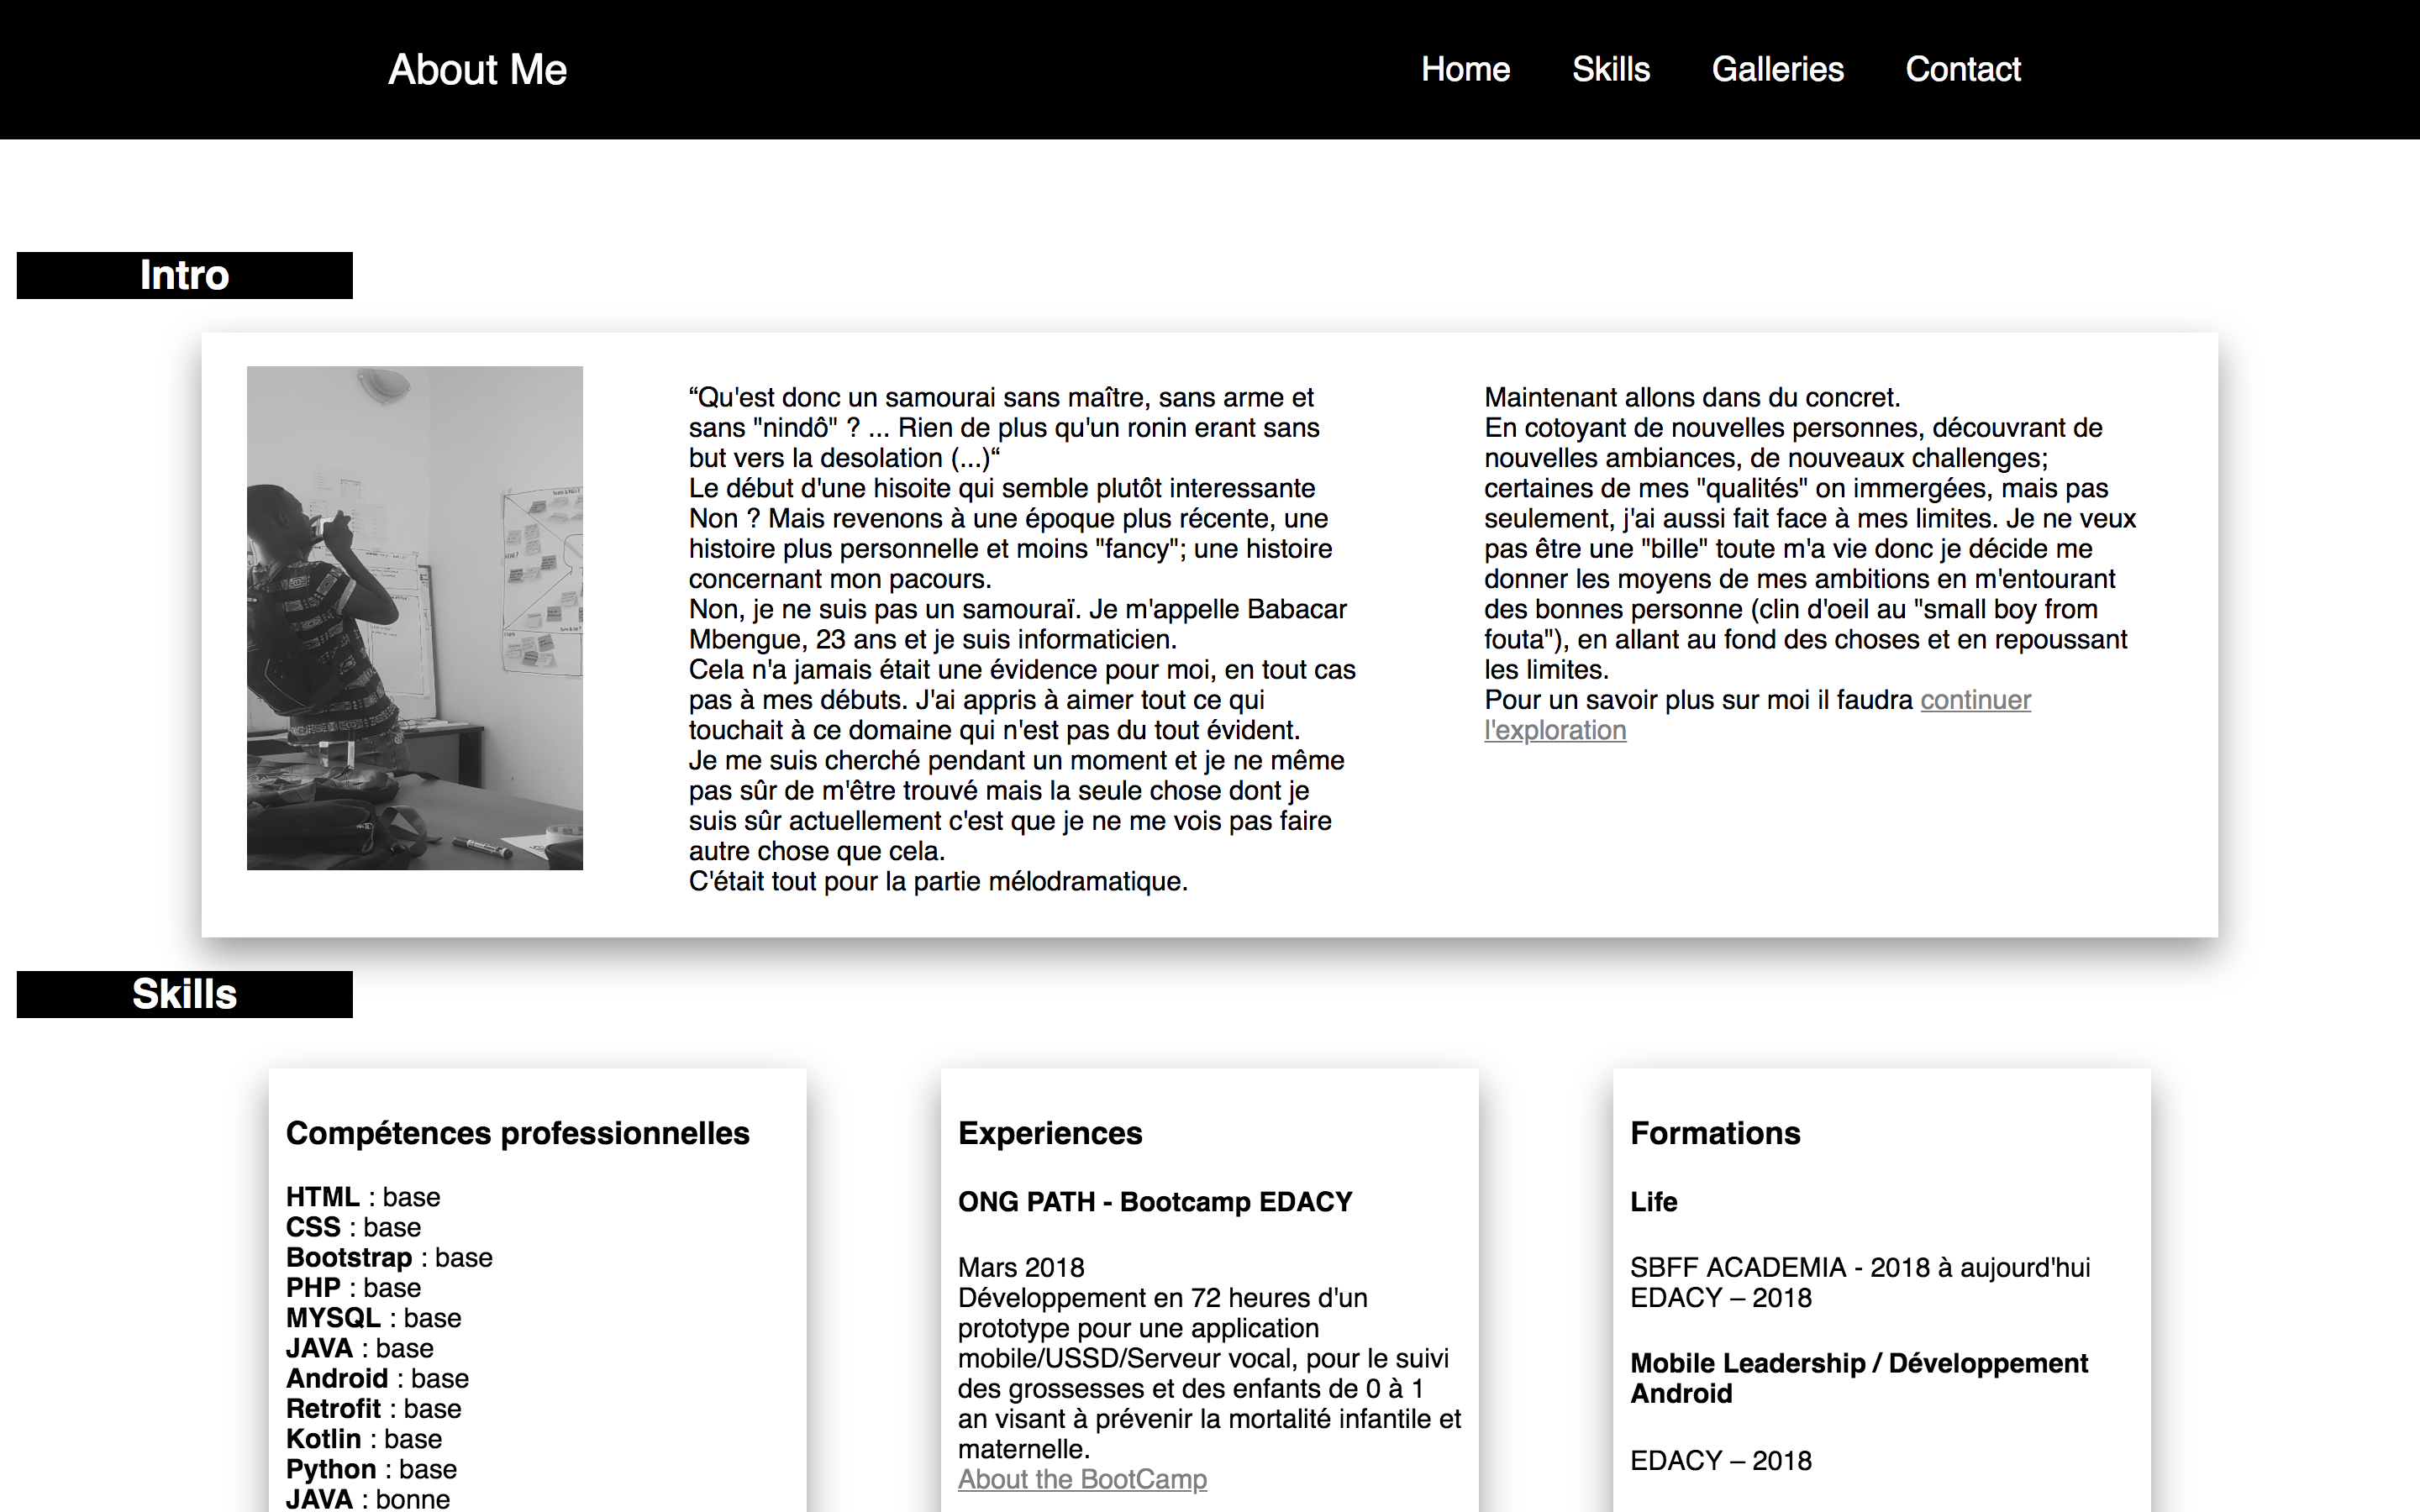 About Me
Home Skills Galleries Contact
Intro
“Qu'est donc un samourai sans maître, sans arme et
sans "nindô" ? ... Rien de plus qu'un ronin erant sans
but vers la desolation (...)“
Le début d'une hisoite qui semble plutôt interessante
Non ? Mais revenons à une époque plus récente, une
histoire plus personnelle et moins "fancy"; une histoire
concernant mon pacours.
Non, je ne suis pas un samouraï. Je m'appelle Babacar
Mbengue, 23 ans et je suis informaticien.
Cela n'a jamais était une évidence pour moi, en tout cas
pas à mes débuts. J'ai appris à aimer tout ce qui
touchait à ce domaine qui n'est pas du tout évident.
Je me suis cherché pendant un moment et je ne même
pas sûr de m'être trouvé mais la seule chose dont je
suis sûr actuellement c'est que je ne me vois pas faire
autre chose que cela.
C'était tout pour la partie mélodramatique.
Maintenant allons dans du concret.
En cotoyant de nouvelles personnes, découvrant de
nouvelles ambiances, de nouveaux challenges;
certaines de mes "qualités" on immergées, mais pas
seulement, j'ai aussi fait face à mes limites. Je ne veux
pas être une "bille" toute m'a vie donc je décide me
donner les moyens de mes ambitions en m'entourant
des bonnes personne (clin d'oeil au "small boy from
fouta"), en allant au fond des choses et en repoussant
les limites.
Pour un savoir plus sur moi il faudra continuer
l'exploration
Skills
Compétences professionnelles
HTML : base
CSS : base
Bootstrap : base
PHP : base
MYSQL : base
JAVA : base
Android : base
Retrofit : base
Kotlin : base
Python : base
JAVA : bonne
Experiences
ONG PATH - Bootcamp EDACY
Mars 2018
Développement en 72 heures d'un
prototype pour une application
mobile/USSD/Serveur vocal, pour le suivi
des grossesses et des enfants de 0 à 1
an visant à prévenir la mortalité infantile et
maternelle.
About the BootCamp
Formations
Life
SBFF ACADEMIA - 2018 à aujourd'hui
EDACY – 2018
Mobile Leadership / Développement
Android
EDACY – 2018